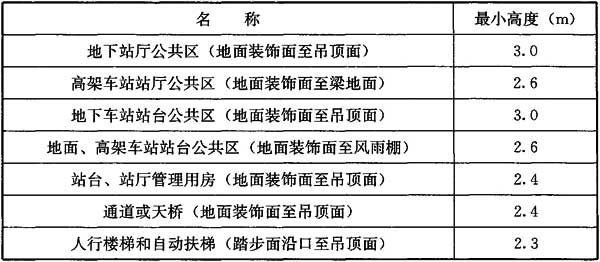 名 称 最小高度（m）
地下站厅公共区（地面装饰面至吊顶面） 3.0
高架车站站厅公共区（地面装饰面至梁地面） 2.6
地下车站站台公共区（地面装饰面至吊顶面） 3.0
地面、高架车站站台公共区（地面装饰面至风雨棚） 2.6
站台、站厅管理用房（地面装饰面至吊顶面） 2.4
通道或天桥（地面装饰面至吊顶面） 2.4
人行楼梯和自动扶梯（踏步面沿口至吊顶面） 2.3